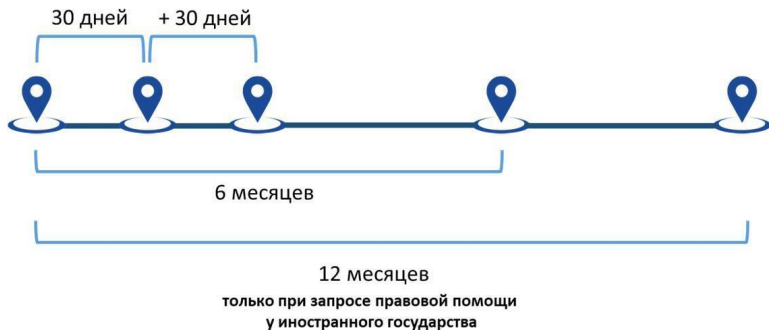 30 дней
+ 30 дней
6 месяцев
12 месяцев
только при запросе правовой помощи
у иностранного государства